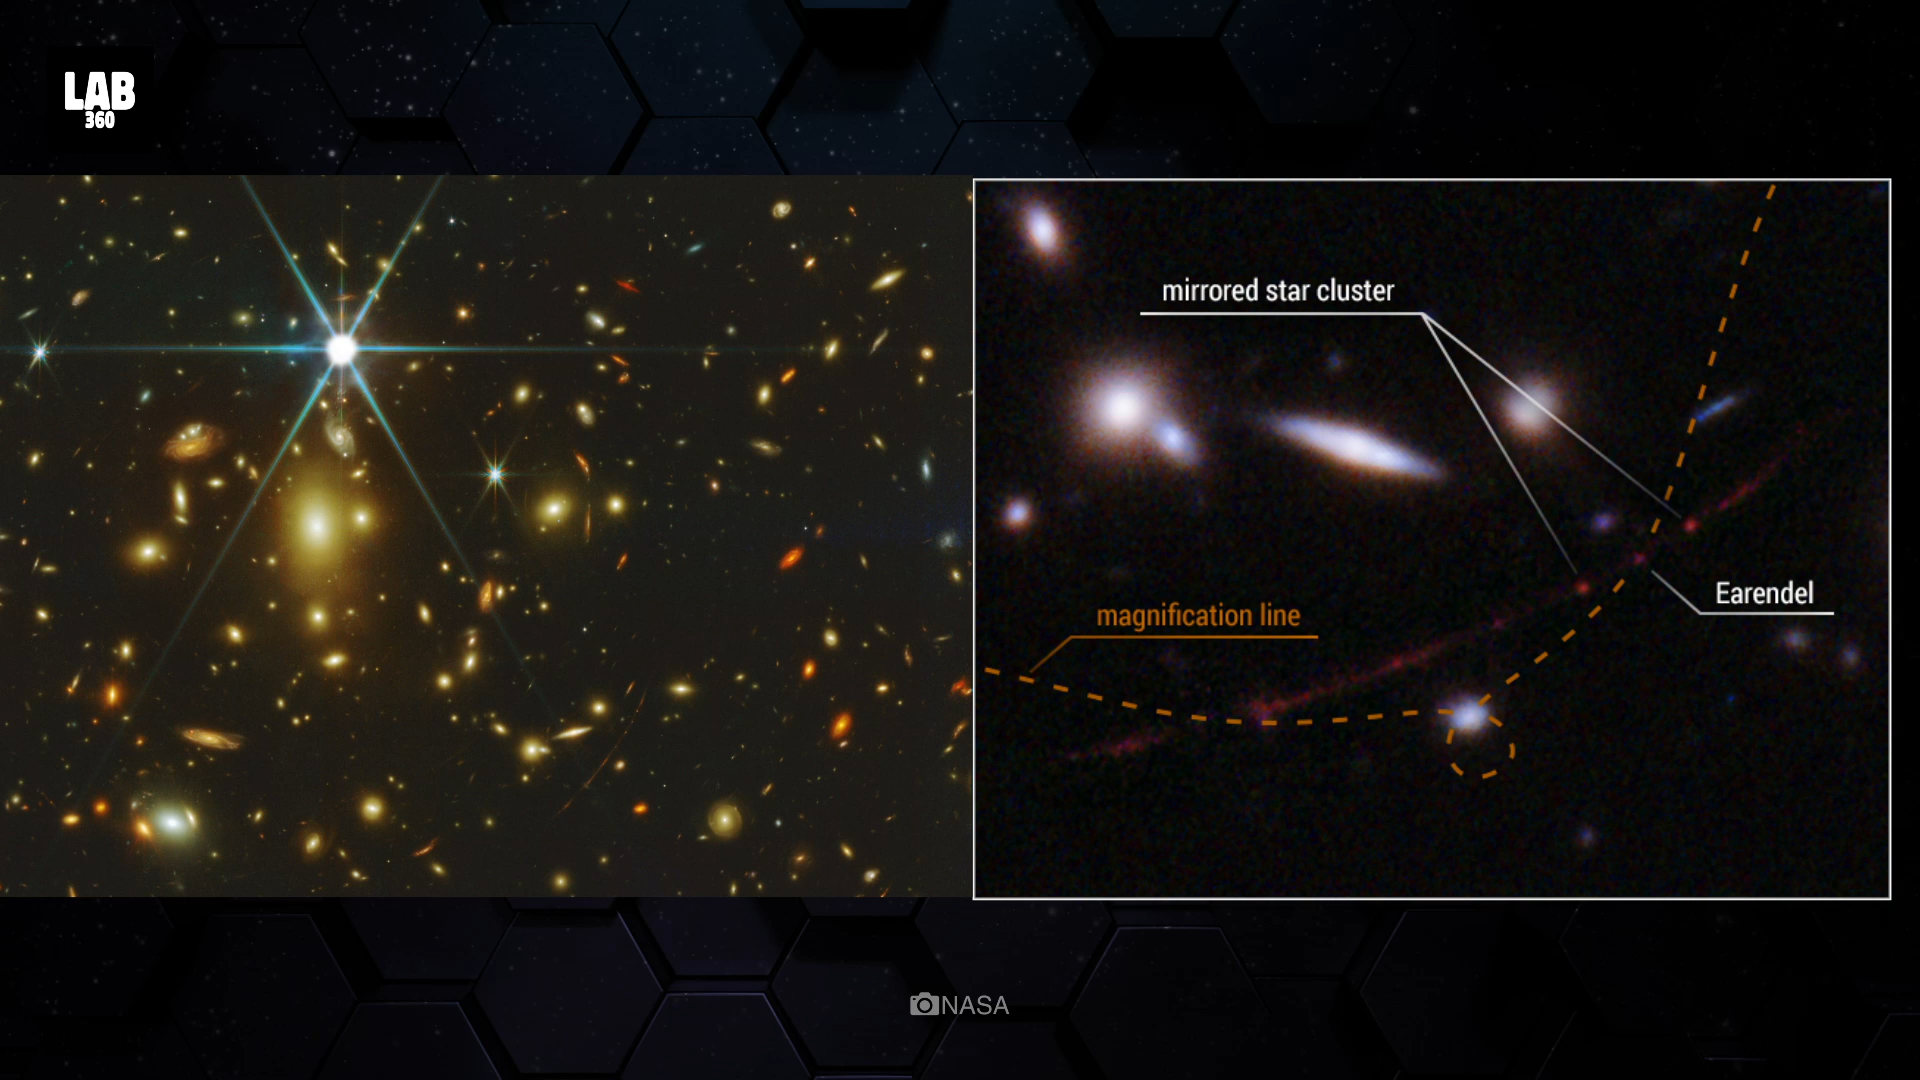 LAB
360
mirrored star cluster
Earendel
magnification line
NASA